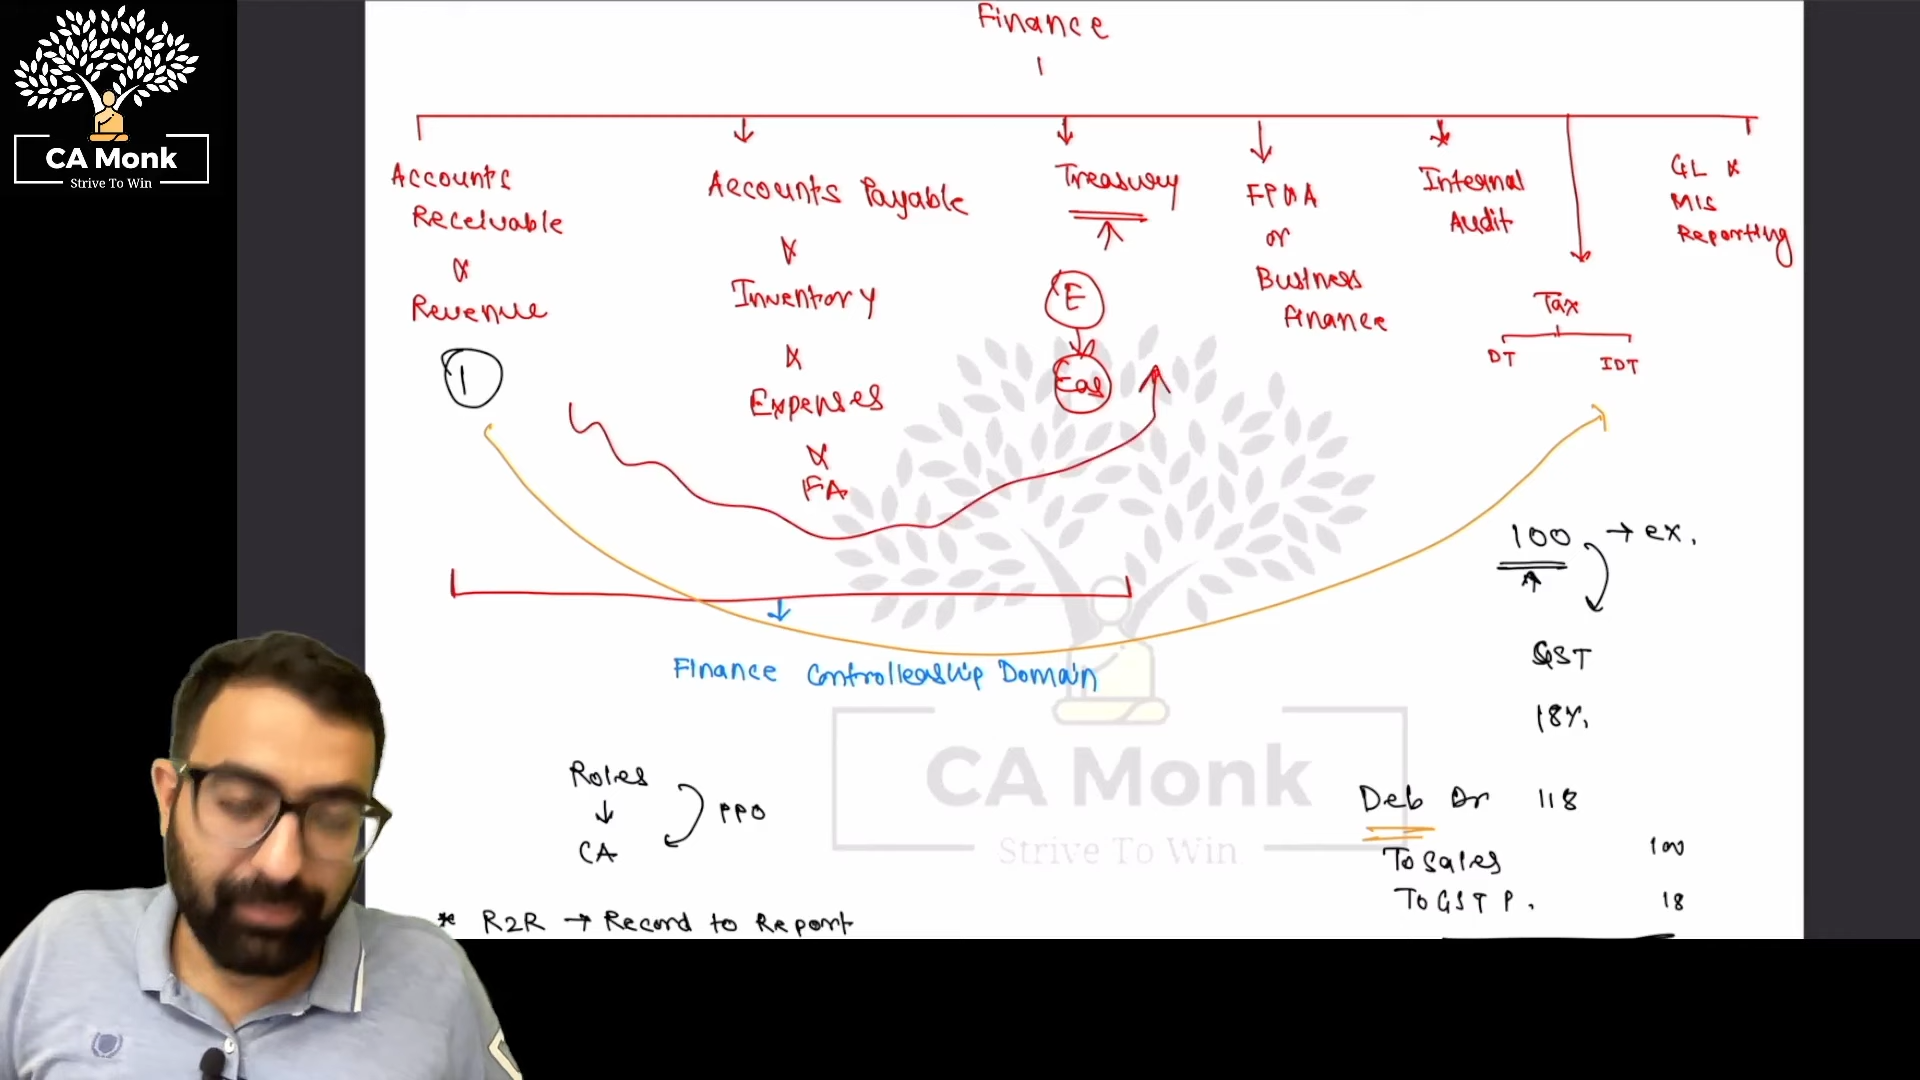 CA Monk
Strive To Win
Finance
Accounts
Receivable
&
Revenue
1
Accounts Payable
&
Inventory
&
Expenses
&
FA
Treasury
E
FP&A
or
Business
Finance
Internal
Audit
Tax
DT
IDT
GL &
MIS
Reporting
Finance Controlleaship Domain
100 → ex.
GST
18%
Roles
↓
CA
PPO
Deb Dr 118
To Sales 100
To GST P. 18
* R2R → Record to Report
CA Monk
Strive To Win